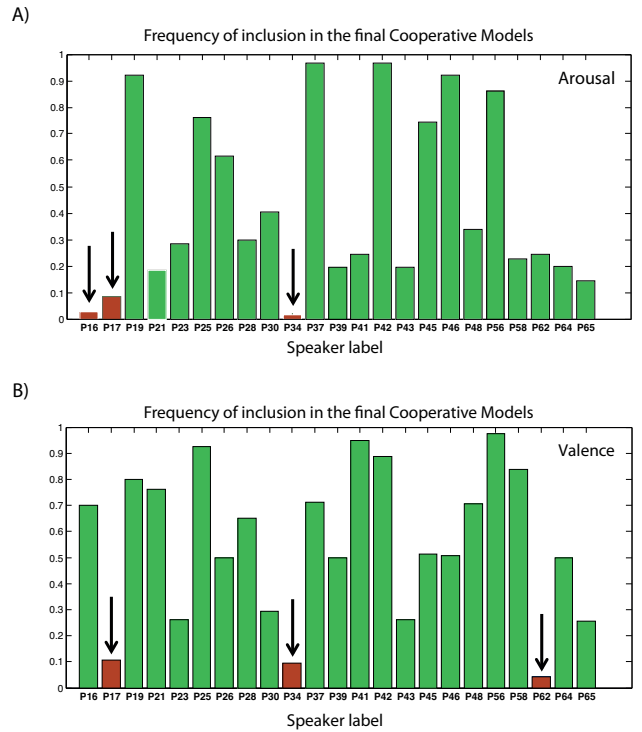 A)
Frequency of inclusion in the final Cooperative Models
Arousal
1
0.9
0.8
0.7
0.6
0.5
0.4
0.3
0.2
0.1
0
P16 P17 P19 P21 P23 P25 P26 P28 P30 P34 P37 P39 P41 P42 P43 P45 P46 P48 P56 P58 P62 P64 P65
Speaker label
B)
Frequency of inclusion in the final Cooperative Models
Valence
1
0.9
0.8
0.7
0.6
0.5
0.4
0.3
0.2
0.1
0
P16 P17 P19 P21 P23 P25 P26 P28 P30 P34 P37 P39 P41 P42 P43 P45 P46 P48 P56 P58 P62 P64 P65
Speaker label